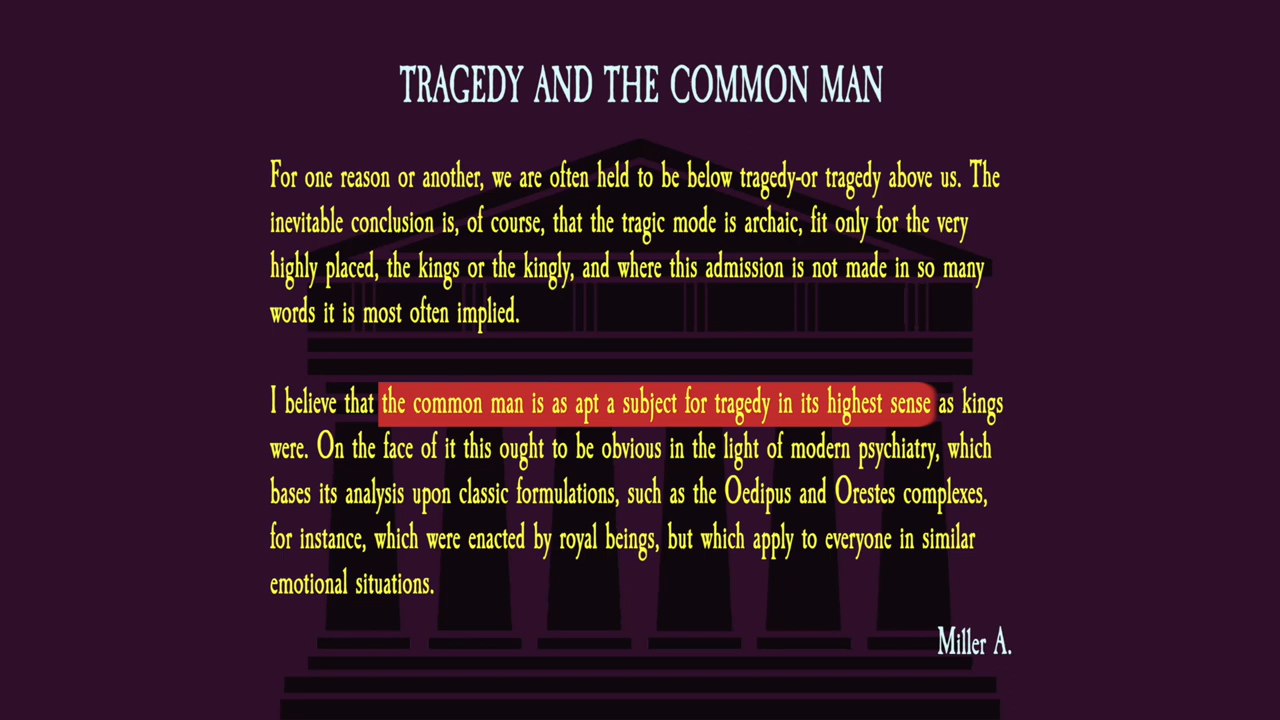 TRAGEDY AND THE COMMON MAN
For one reason or another, we are often held to be below tragedy-or tragedy above us. The
inevitable conclusion is, of course, that the tragic mode is archaic, fit only for the very
highly placed, the kings or the kingly, and where this admission is not made in so many
words it is most often implied.
I believe that the common man is as apt a subject for tragedy in its highest sense as kings
were. On the face of it this ought to be obvious in the light of modern psychiatry, which
bases its analysis upon classic formulations, such as the Oedipus and Orestes complexes,
for instance, which were enacted by royal beings, but which apply to everyone in similar
emotional situations.
Miller A.